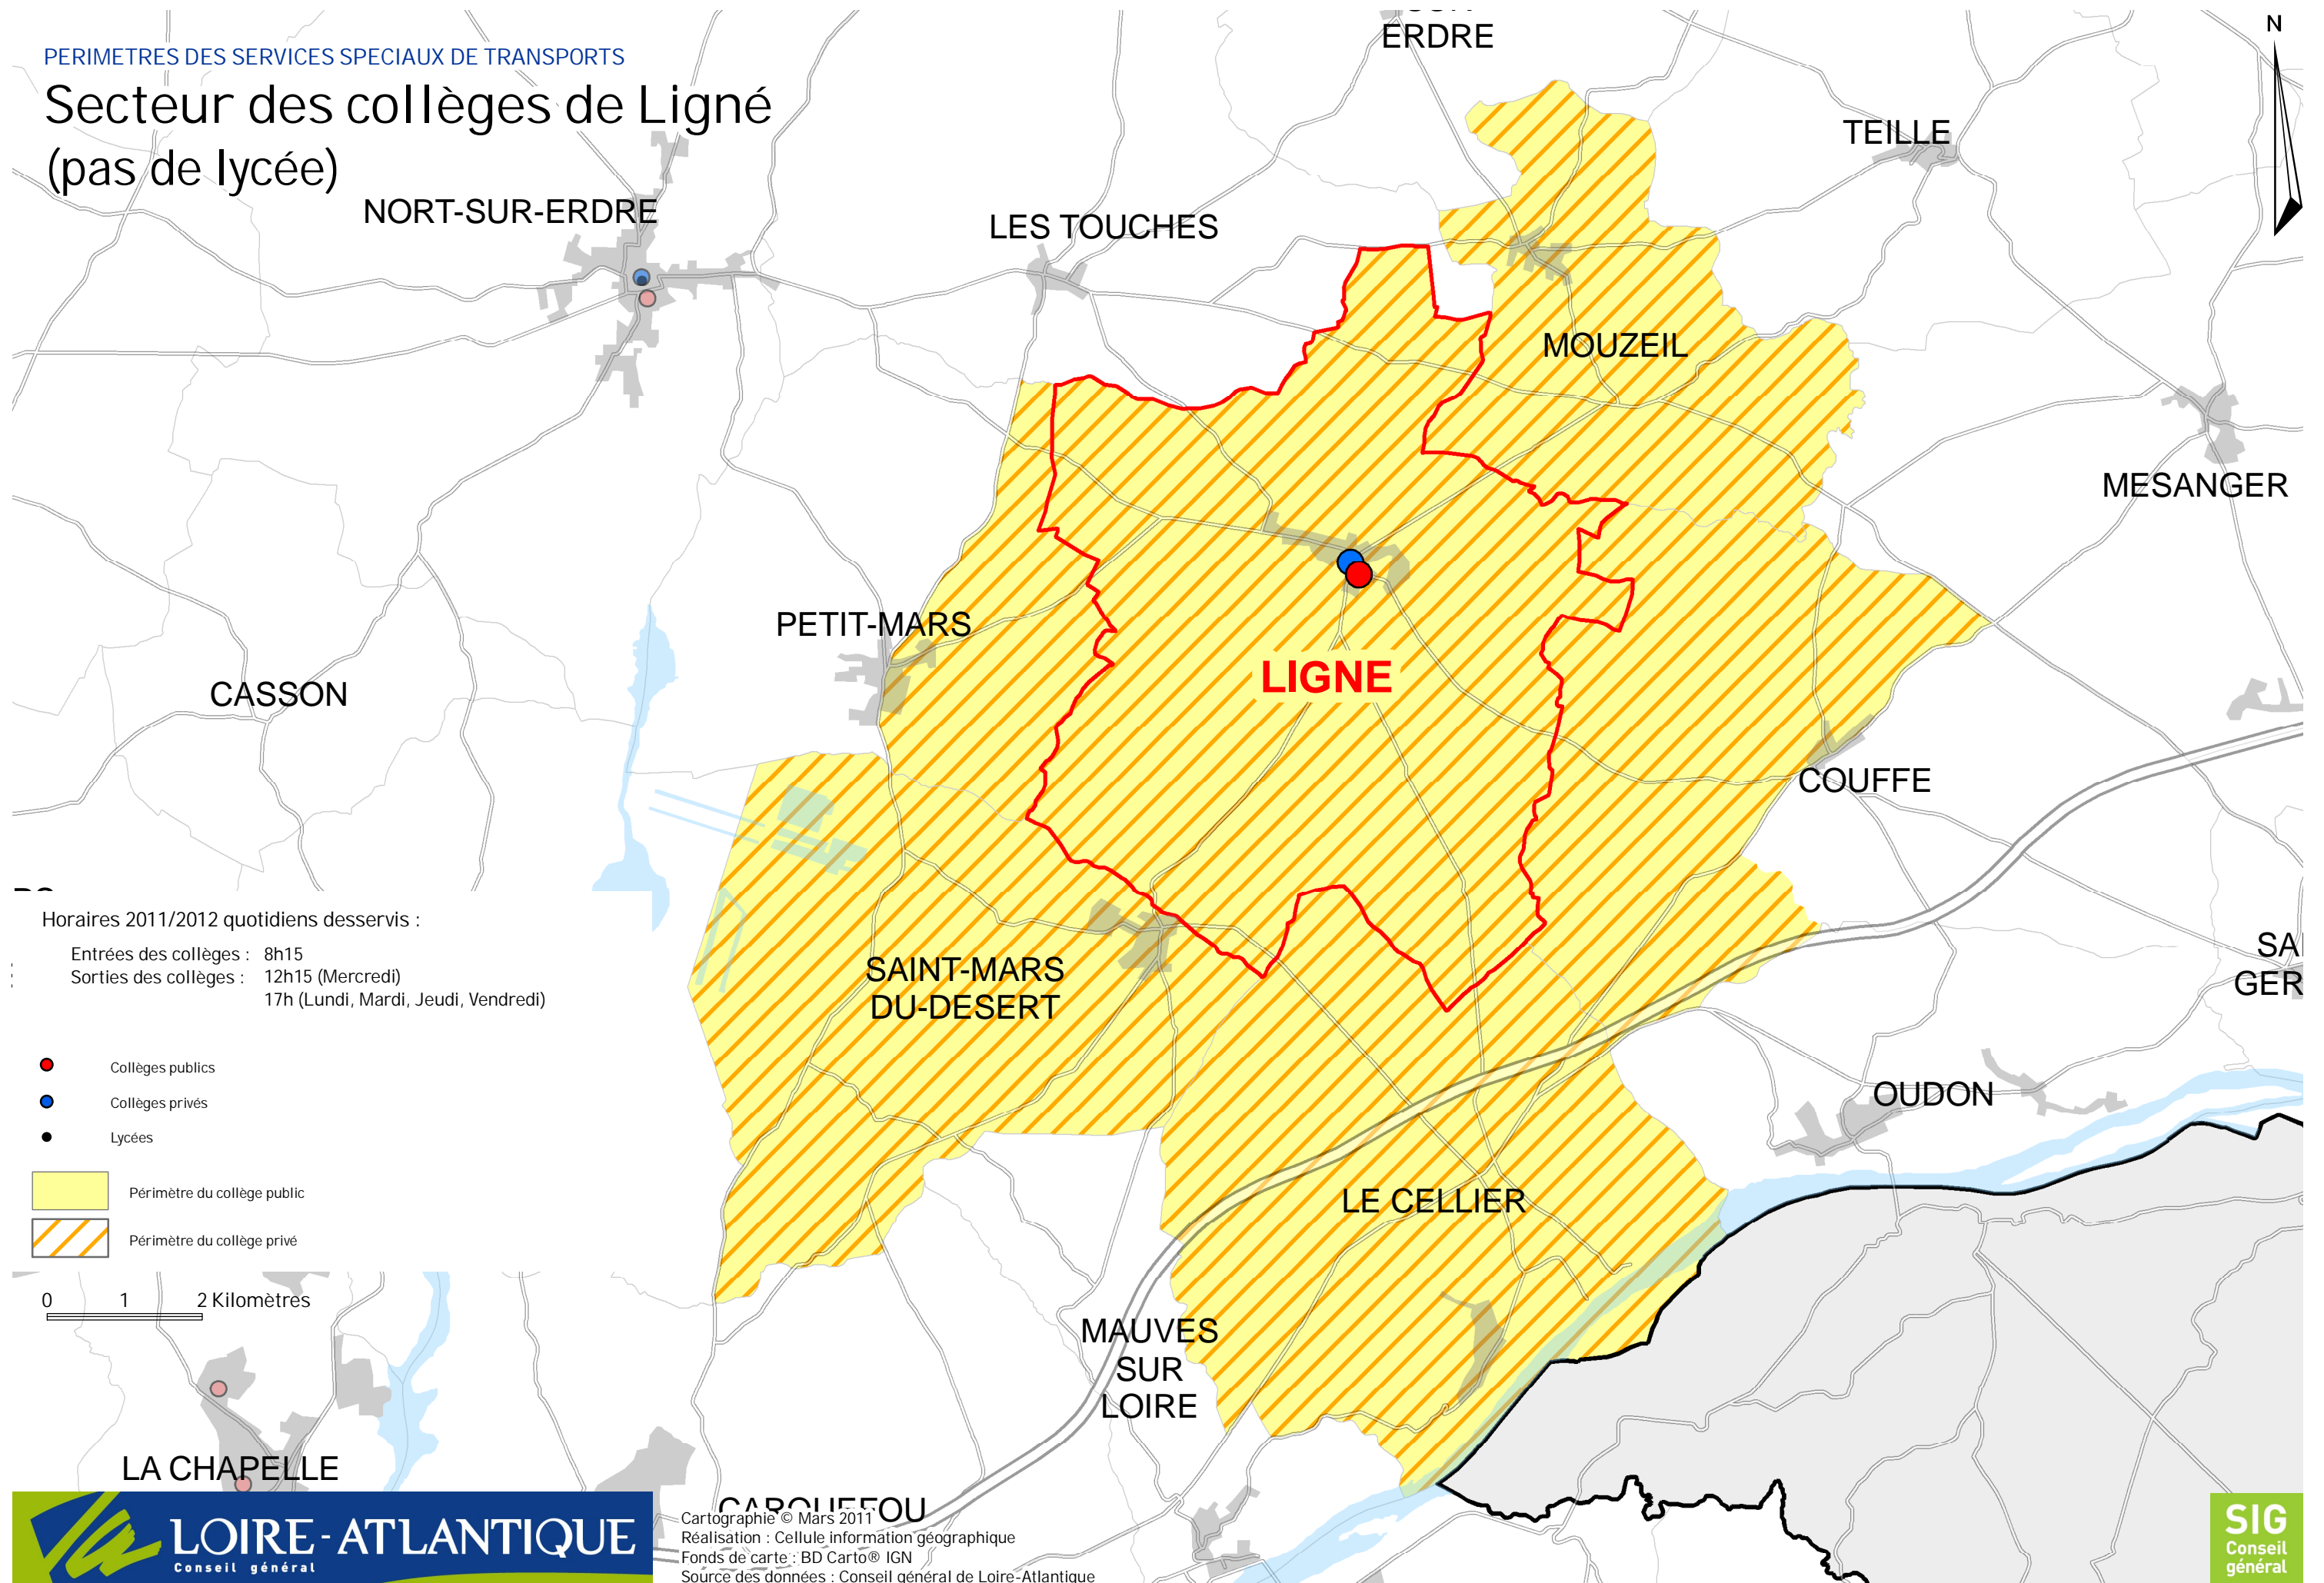 PERIMETRES DES SERVICES SPECIAUX DE TRANSPORTS
Secteur des collèges de Ligné
(pas de lycée)
ERDRE
N
TEILLE
NORT-SUR-ERDRE
LES TOUCHES
MOUZEIL
MESANGER
PETIT-MARS
LIGNE
CASSON
COUFFE
Horaires 2011/2012 quotidiens desservis :
Entrées des collèges : 8h15
Sorties des collèges : 12h15 (Mercredi)
17h (Lundi, Mardi, Jeudi, Vendredi)
SAINT-MARS
DU-DESERT
SAI
GER
Collèges publics
Collèges privés
Lycées
OUDON
Périmètre du collège public
Périmètre du collège privé
LE CELLIER
0 1 2 Kilomètres
MAUVES
SUR
LOIRE
LA CHAPELLE
CARQUEFOU
LOIRE-ATLANTIQUE
Conseil général
Cartographie © Mars 2011
Réalisation : Cellule information géographique
Fonds de carte : BD Carto® IGN
Source des données : Conseil général de Loire-Atlantique
SIG
Conseil
général